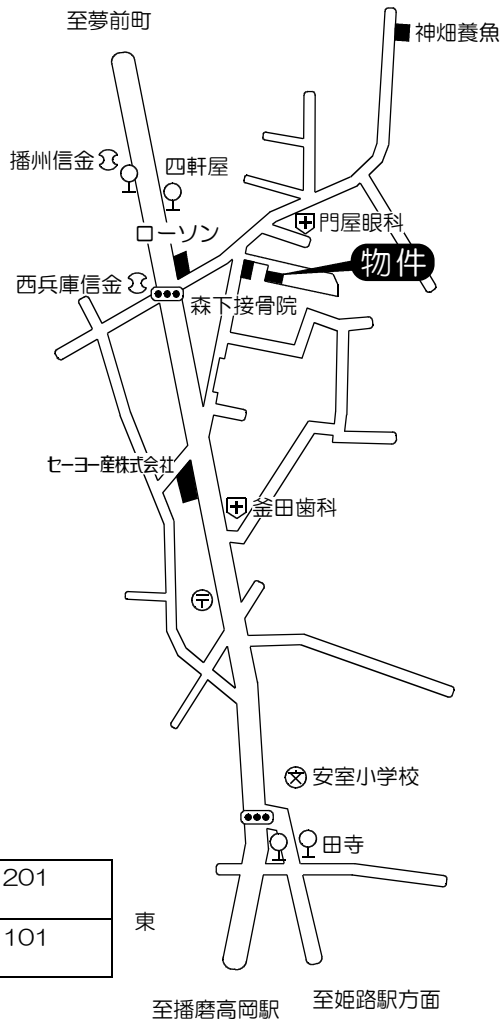 至夢前町
神畑養魚
播州信金
四軒屋
門屋眼科
ローソン
物件
西兵庫信金
森下接骨院
セーヨー産株式会社
釜田歯科
〒
文
安室小学校
田寺
201
東
101
至播磨高岡駅
至姫路駅方面